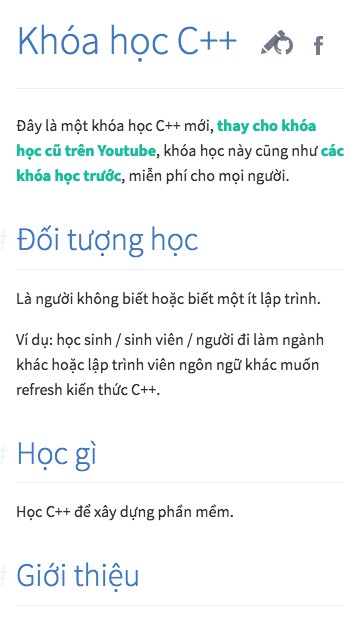 Khóa học C++
Đây là một khóa học C++ mới, thay cho khóa
học cũ trên Youtube, khóa học này cũng như các
khóa học trước, miễn phí cho mọi người.
# Đối tượng học
Là người không biết hoặc biết một ít lập trình.
Ví dụ: học sinh / sinh viên / người đi làm ngành
khác hoặc lập trình viên ngôn ngữ khác muốn
refresh kiến thức C++.
# Học gì
Học C++ để xây dựng phần mềm.
# Giới thiệu